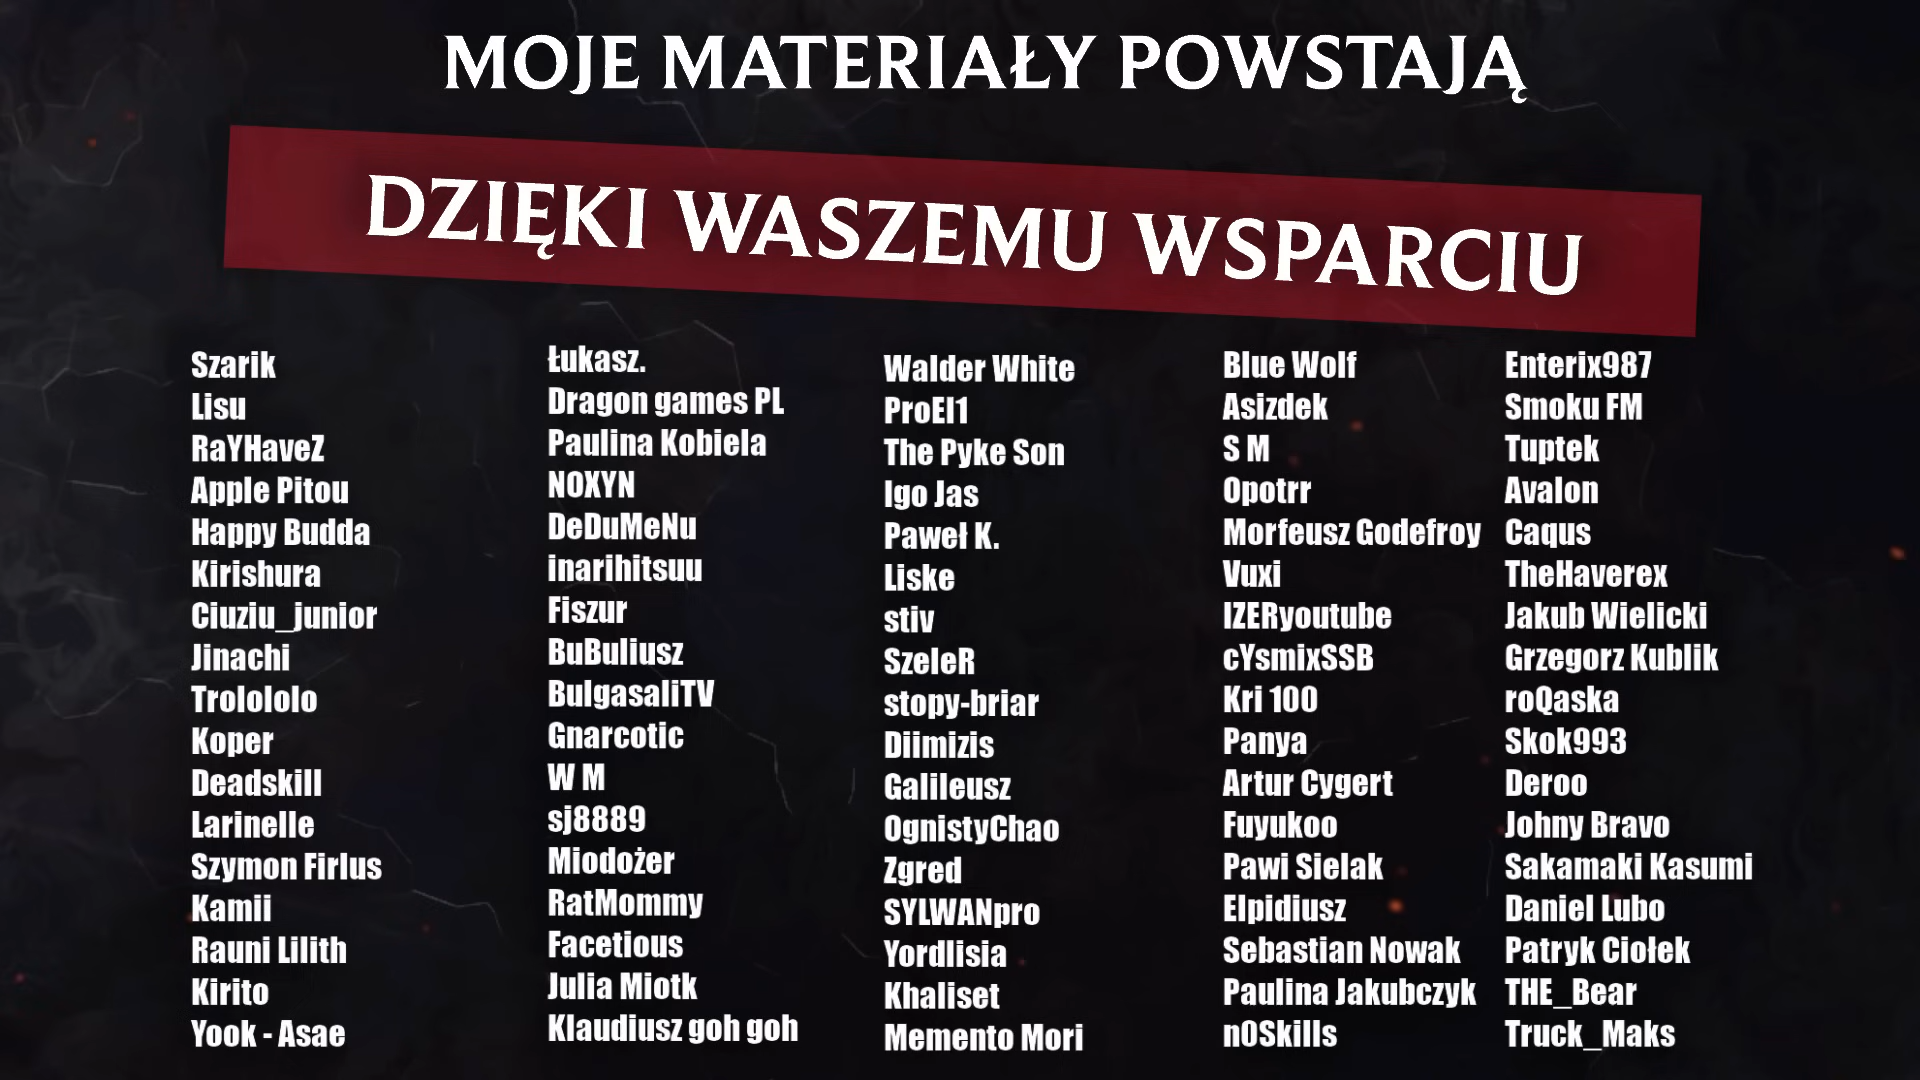 MOJE MATERIAŁY POWSTAJĄ
DZIĘKI WASZEMU WSPARCIU
Szarik
Lisu
RaYHaveZ
Apple Pitou
Happy Budda
Kirishura
Ciuziu_junior
Jinachi
Trolololo
Koper
Deadskill
Larinelle
Szymon Firlus
Kamii
Rauni Lilith
Kirito
Yook - Asae
Łukasz.
Dragon games PL
Paulina Kobiela
NOXYN
DeDuMeNu
inarihitsuu
Fiszur
BuBuliusz
BulgasaliTV
Gnarcotic
W M
sj8889
Miodożer
RatMommy
Facetious
Julia Miotk
Klaudiusz goh goh
Walder White
ProEl1
The Pyke Son
Igo Jas
Paweł K.
Liske
stiv
SzeleR
stopy-briar
Diimizis
Galileusz
OgnistyChao
Zgred
SYLWANpro
Yordlisia
Khaliset
Memento Mori
Blue Wolf
Asizdek
S M
Opotrr
Morfeusz Godefroy
Vuxi
IZERyoutube
cYsmixSSB
Kri 100
Panya
Artur Cygert
Fuyukoo
Pawi Sielak
Elpidiusz
Sebastian Nowak
Paulina Jakubczyk
n0Skills
Enterix987
Smoku FM
Tuptek
Avalon
Caqus
TheHaverex
Jakub Wielicki
Grzegorz Kublik
roQaska
Skok993
Deroo
Johny Bravo
Sakamaki Kasumi
Daniel Lubo
Patryk Ciołek
THE_Bear
Truck_Maks